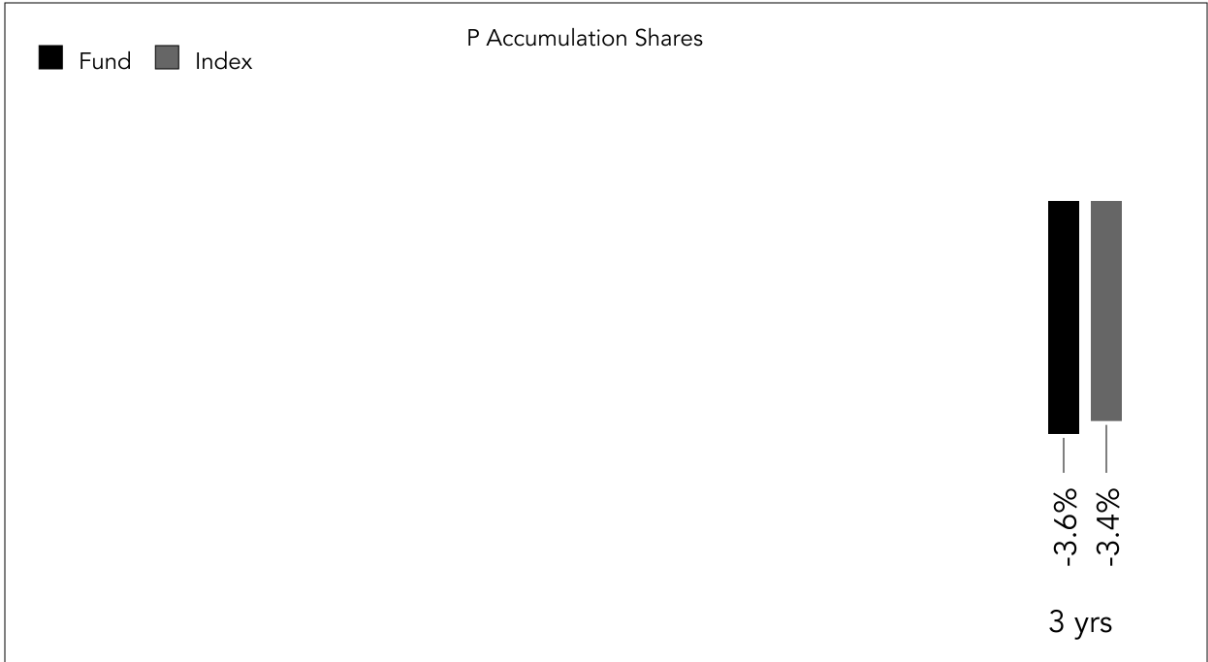 P Accumulation Shares
Fund Index
-3.6% -3.4%
3 yrs